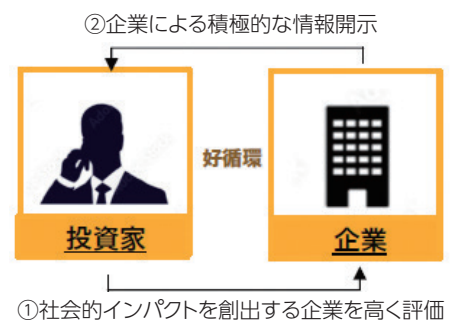 ②企業による積極的な情報開示
好循環
投資家
企業
①社会的インパクトを創出する企業を高く評価